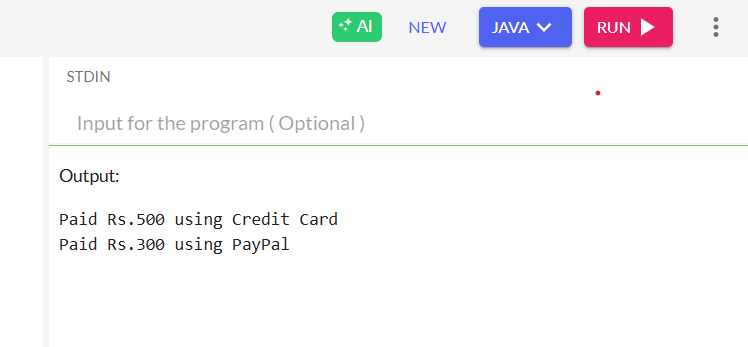 AI NEW JAVA RUN
STDIN
Input for the program ( Optional )
Output:
Paid Rs.500 using Credit Card
Paid Rs.300 using PayPal